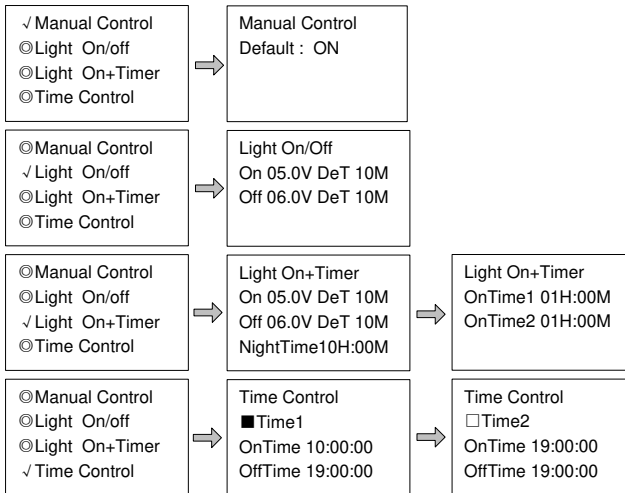 √Manual Control
◎Light On/off
◎Light On+Timer
◎Time Control
Manual Control
Default : ON
◎Manual Control
√Light On/off
◎Light On+Timer
◎Time Control
Light On/Off
On 05.0V DeT 10M
Off 06.0V DeT 10M
◎Manual Control
◎Light On/off
√Light On+Timer
◎Time Control
Light On+Timer
On 05.0V DeT 10M
Off 06.0V DeT 10M
NightTime10H:00M
Light On+Timer
OnTime1 01H:00M
OnTime2 01H:00M
◎Manual Control
◎Light On/off
◎Light On+Timer
√Time Control
Time Control
■Time1
OnTime 10:00:00
OffTime 19:00:00
Time Control
□Time2
OnTime 19:00:00
OffTime 19:00:00